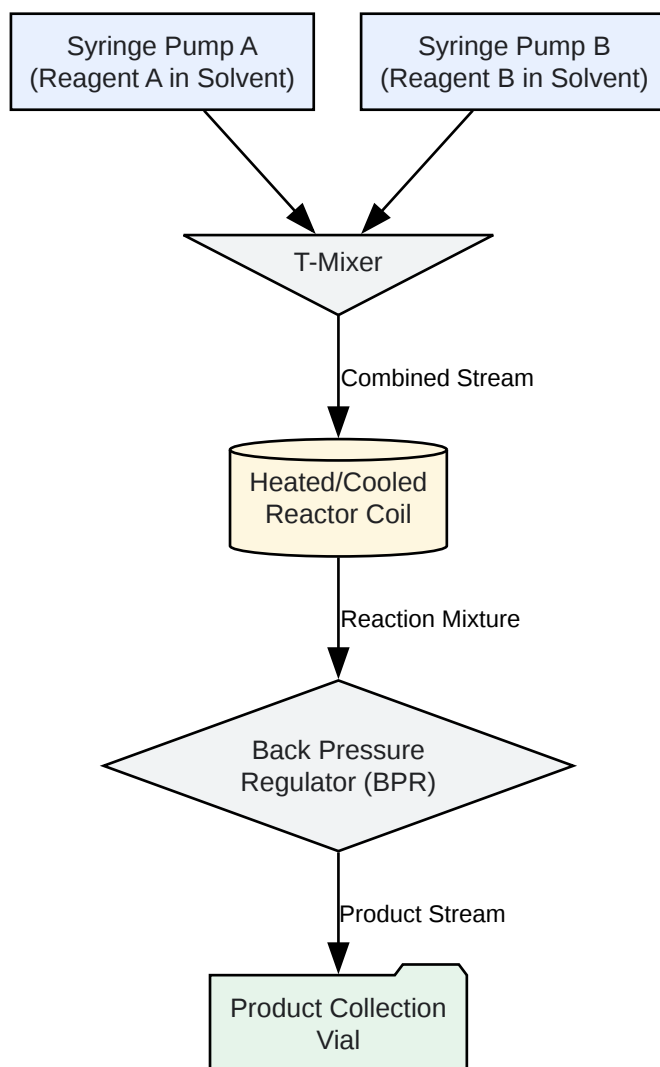 Syringe Pump A
(Reagent A in Solvent)
Syringe Pump B
(Reagent B in Solvent)
T-Mixer
Combined Stream
Heated/Cooled
Reactor Coil
Reaction Mixture
Back Pressure
Regulator (BPR)
Product Stream
Product Collection
Vial